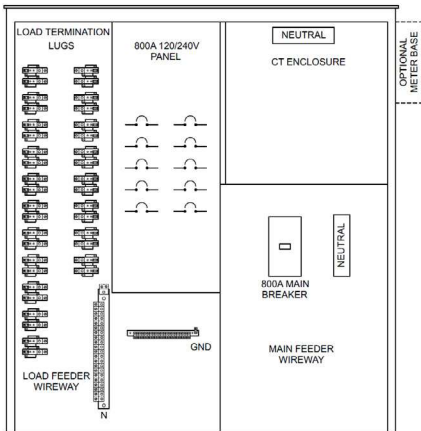 LOAD TERMINATION
LUGS
800A 120/240V
PANEL
NEUTRAL
CT ENCLOSURE
OPTIONAL
METER BASE
NEUTRAL
800A MAIN
BREAKER
GND
MAIN FEEDER
WIREWAY
LOAD FEEDER
WIREWAY
N